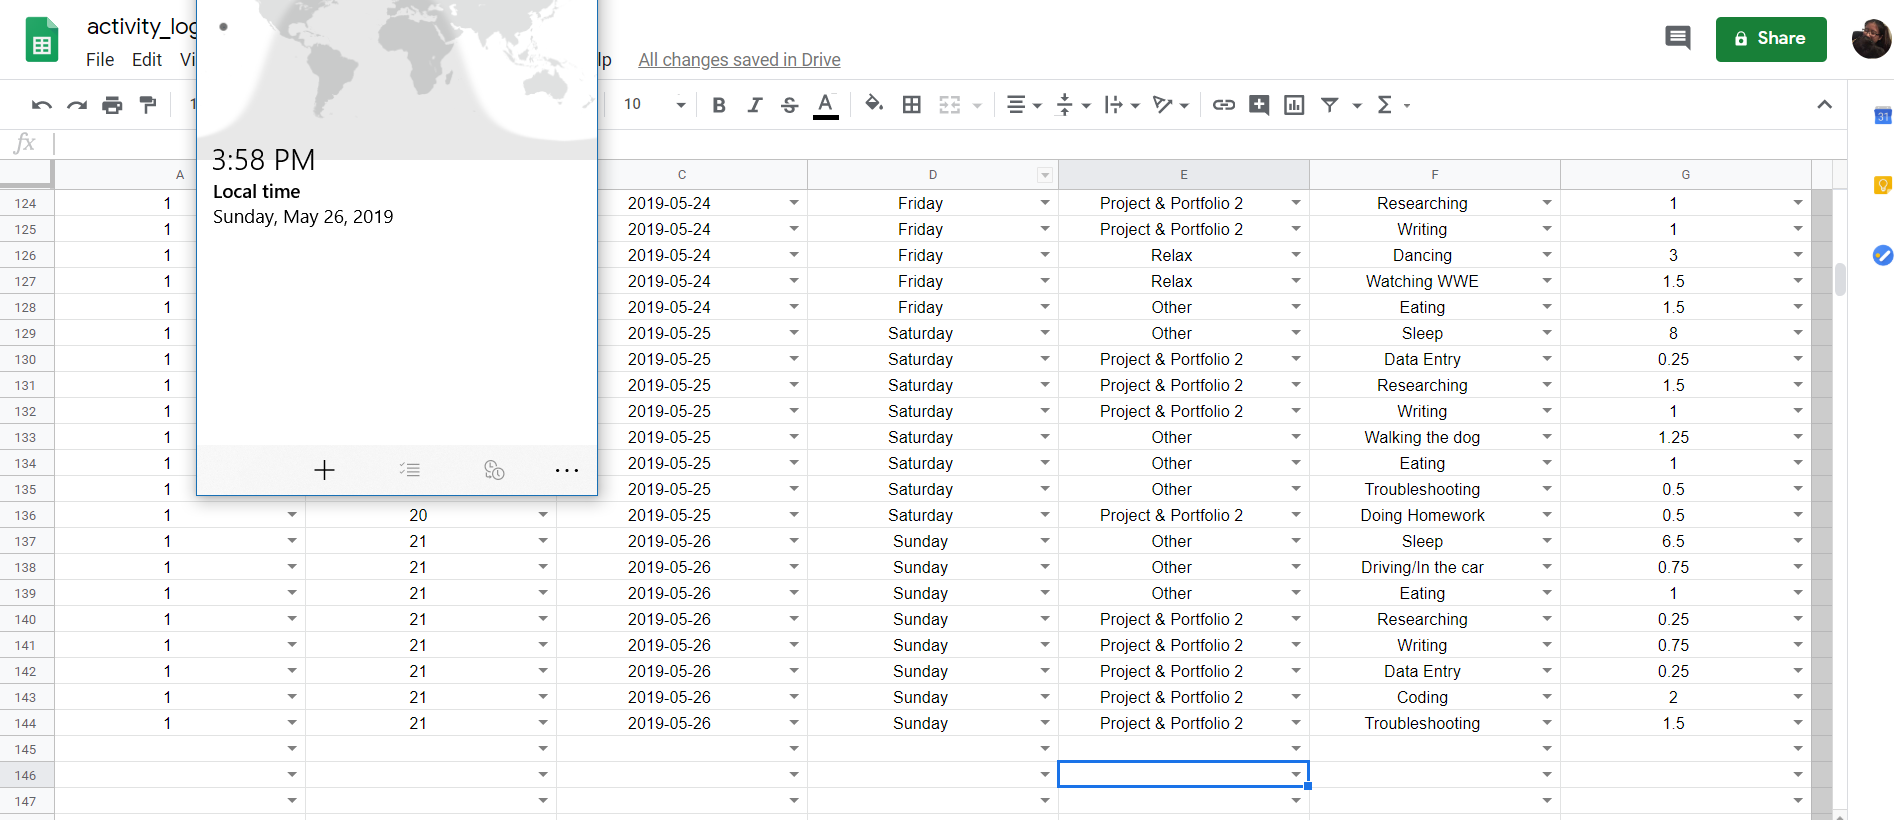 activity_log
File Edit Vi lp All changes saved in Drive
Share
10 B I S A
31
fx
3:58 PM
Local time
Sunday, May 26, 2019
A C D E F G
124 1 2019-05-24 Friday Project & Portfolio 2 Researching 1
125 1 2019-05-24 Friday Project & Portfolio 2 Writing 1
126 1 2019-05-24 Friday Relax Dancing 3
127 1 2019-05-24 Friday Relax Watching WWE 1.5
128 1 2019-05-24 Friday Other Eating 1.5
129 1 2019-05-25 Saturday Other Sleep 8
130 1 2019-05-25 Saturday Project & Portfolio 2 Data Entry 0.25
131 1 2019-05-25 Saturday Project & Portfolio 2 Researching 1.5
132 1 2019-05-25 Saturday Project & Portfolio 2 Writing 1
133 1 2019-05-25 Saturday Other Walking the dog 1.25
134 1 2019-05-25 Saturday Other Eating 1
135 1 2019-05-25 Saturday Other Troubleshooting 0.5
136 1 20 2019-05-25 Saturday Project & Portfolio 2 Doing Homework 0.5
137 1 21 2019-05-26 Sunday Other Sleep 6.5
138 1 21 2019-05-26 Sunday Other Driving/In the car 0.75
139 1 21 2019-05-26 Sunday Other Eating 1
140 1 21 2019-05-26 Sunday Project & Portfolio 2 Researching 0.25
141 1 21 2019-05-26 Sunday Project & Portfolio 2 Writing 0.75
142 1 21 2019-05-26 Sunday Project & Portfolio 2 Data Entry 0.25
143 1 21 2019-05-26 Sunday Project & Portfolio 2 Coding 2
144 1 21 2019-05-26 Sunday Project & Portfolio 2 Troubleshooting 1.5
145
146
147